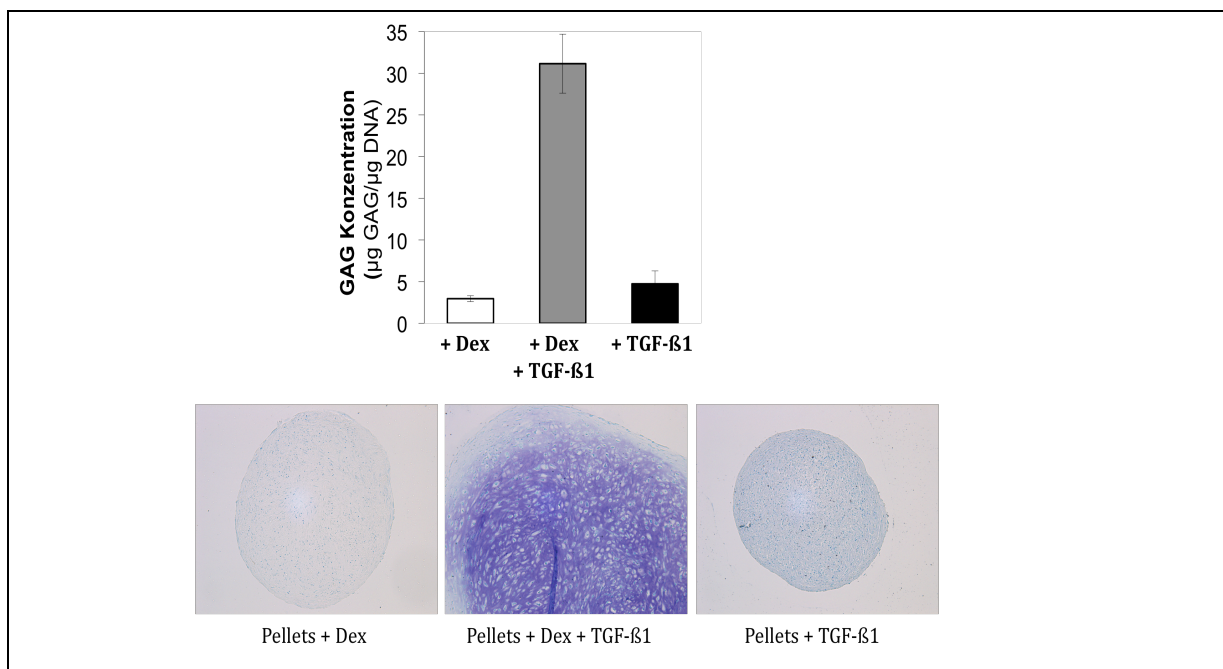 35
30
25
20
15
10
5
0
GAG Konzentration
(µg GAG/µg DNA)
+ Dex
+ Dex
+ TGF-ß1
+ TGF-ß1
Pellets + Dex
Pellets + Dex + TGF-ß1
Pellets + TGF-ß1